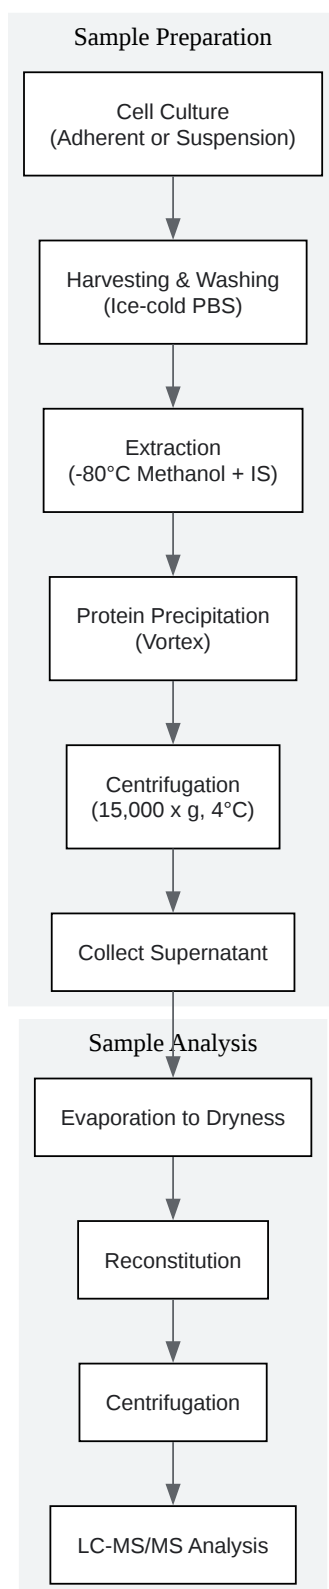 Sample Preparation
Cell Culture
(Adherent or Suspension)
Harvesting & Washing
(Ice-cold PBS)
Extraction
(-80°C Methanol + IS)
Protein Precipitation
(Vortex)
Centrifugation
(15,000 x g, 4°C)
Collect Supernatant
Sample Analysis
Evaporation to Dryness
Reconstitution
Centrifugation
LC-MS/MS Analysis